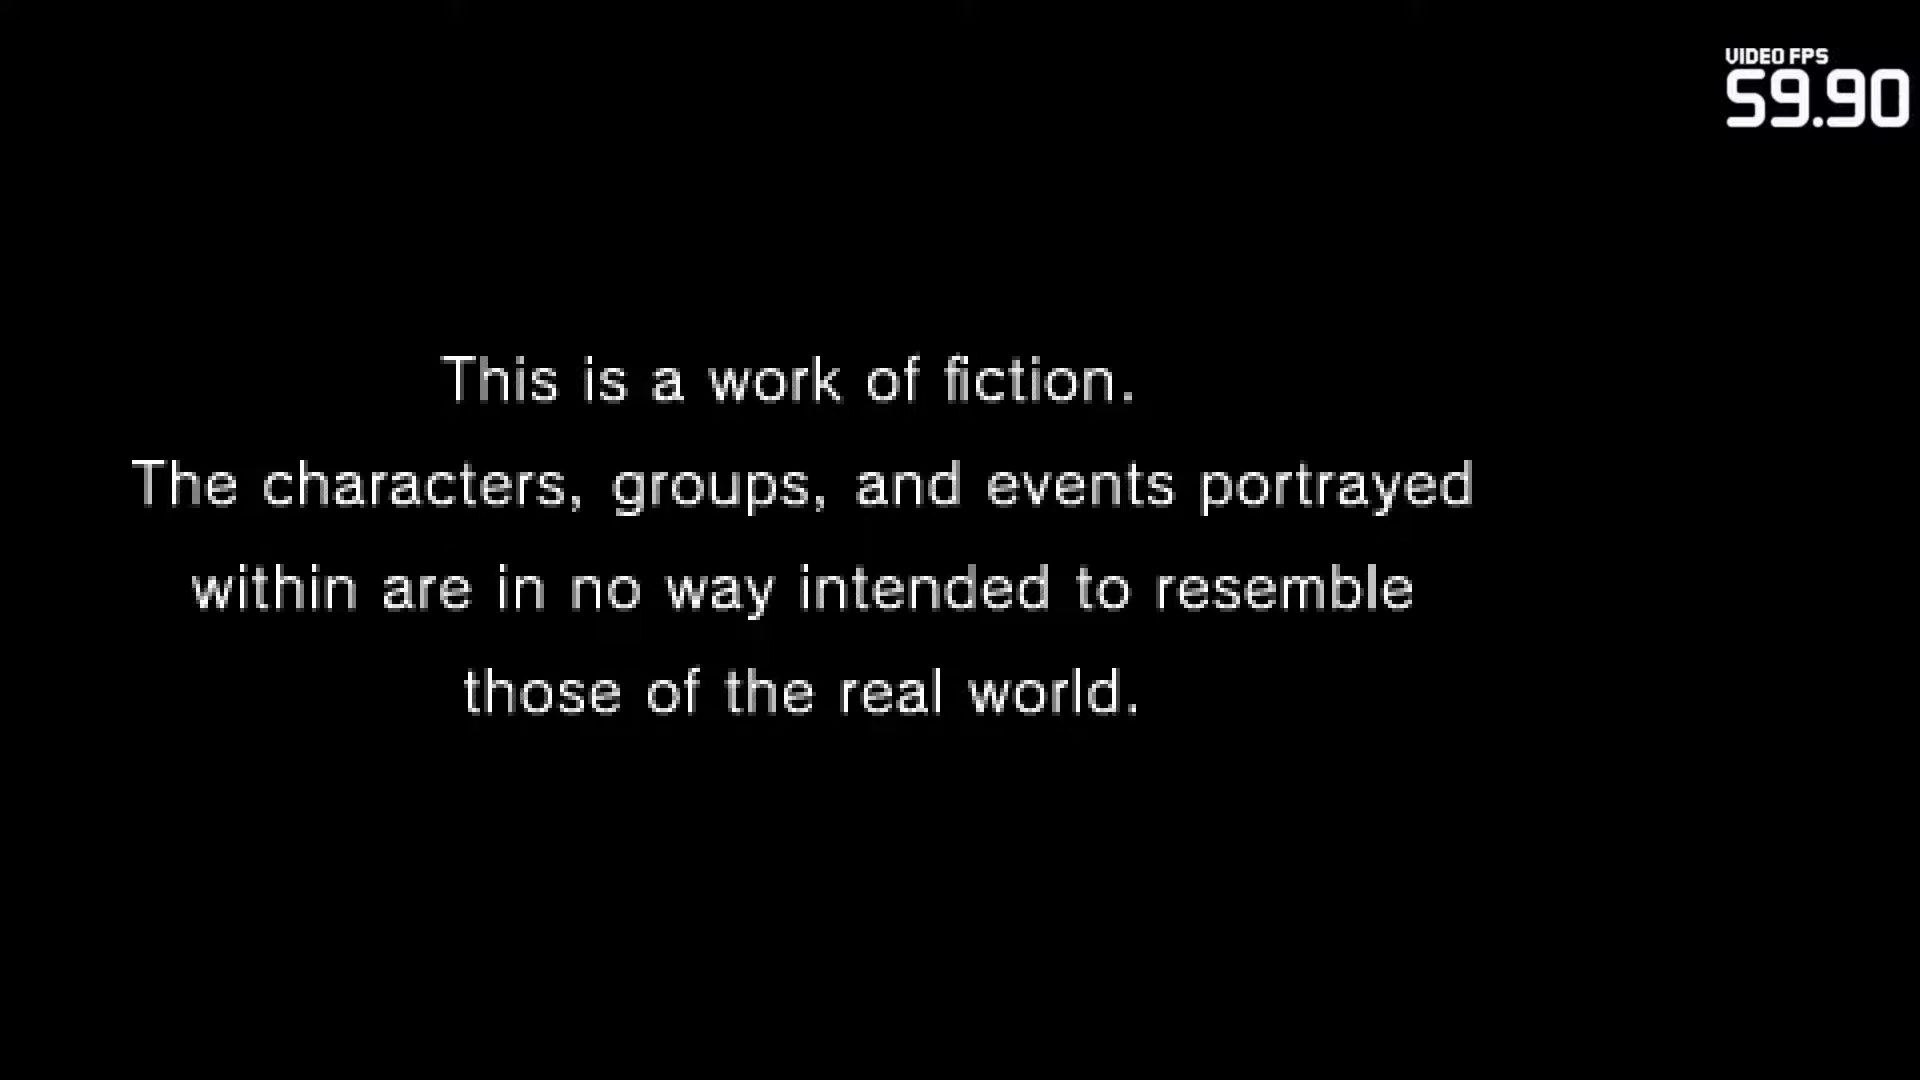 VIDEO FPS
59.90
This is a work of fiction.
The characters, groups, and events portrayed
within are in no way intended to resemble
those of the real world.